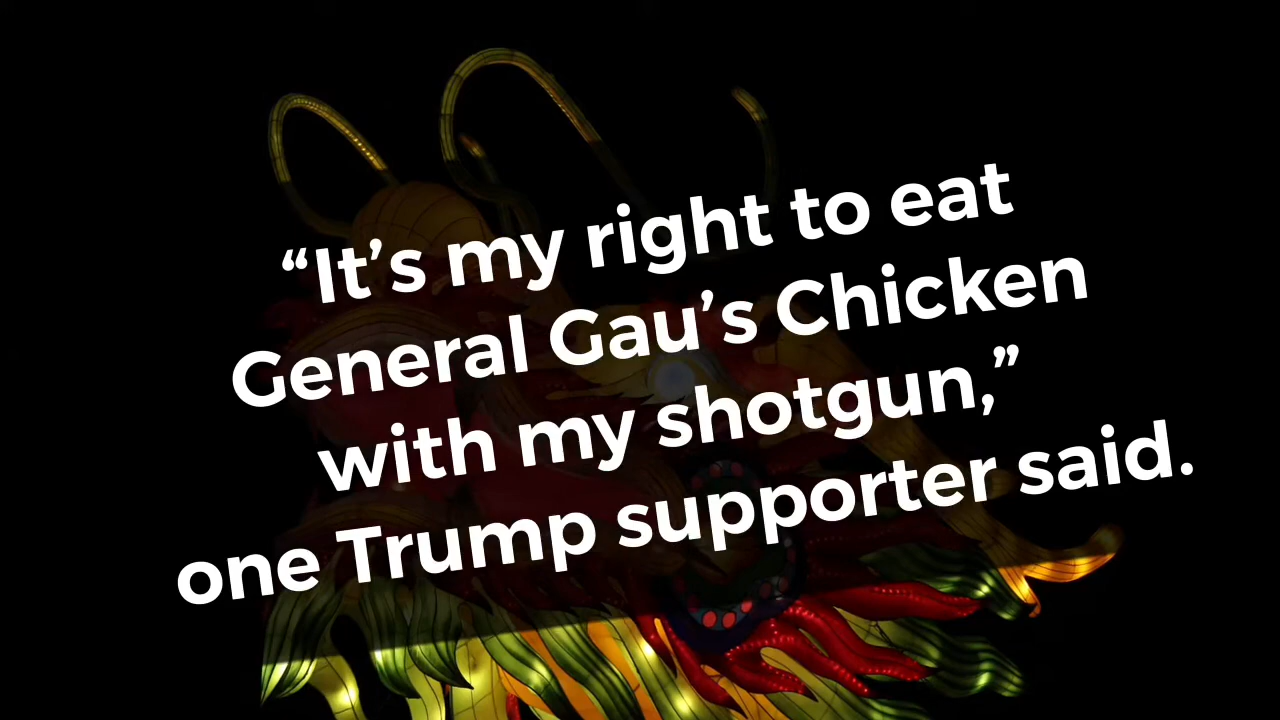 “It’s my right to eat
General Gau’s Chicken
with my shotgun,”
one Trump supporter said.